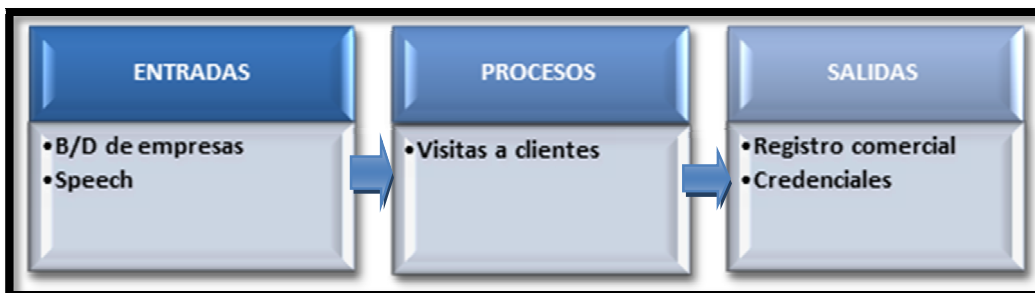 ENTRADAS
•B/D de empresas
•Speech
PROCESOS
•Visitas a clientes
SALIDAS
•Registro comercial
•Credenciales